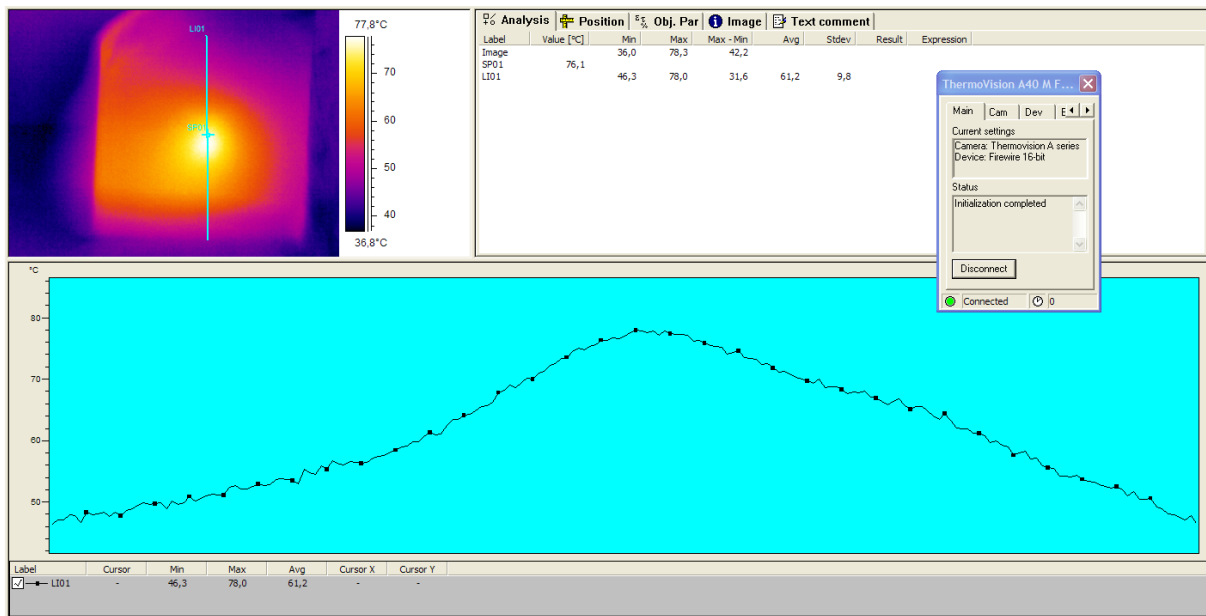 77,8°C
LI01
SP01
70
60
50
40
36,8°C
Analysis Position Obj. Par Image Text comment
Label Value [°C] Min Max Max - Min Avg Stdev Result Expression
Image 36,0 78,3 42,2
SP01 76,1
LI01 46,3 78,0 31,6 61,2 9,8
ThermoVision A40 M F...
Main Cam Dev
Current settings
Camera: Thermovision A series
Device: Firewire 16-bit
Status
Initialization completed
Disconnect
Connected 0
°C
80
70
60
50
Label Cursor Min Max Avg Cursor X Cursor Y
LI01 - 46,3 78,0 61,2 - -